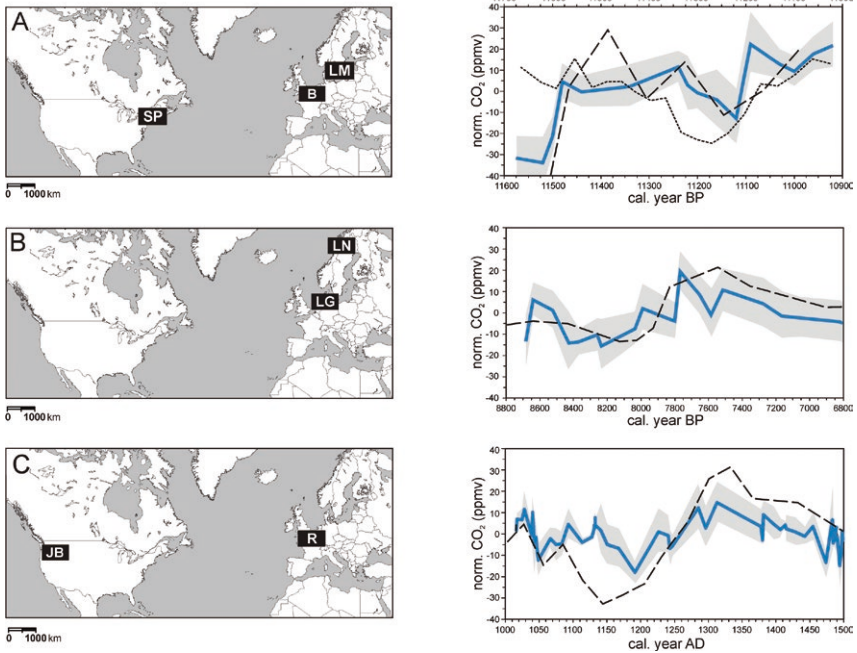 A
LM
B
SP
0 1000 km
norm. CO₂ (ppmv)
40
30
20
10
0
-10
-20
-30
-40
11600 11500 11400 11300 11200 11100 11000 10900
cal. year BP
B
LN
LG
0 1000 km
norm. CO₂ (ppmv)
40
30
20
10
0
-10
-20
-30
-40
8800 8600 8400 8200 8000 7800 7600 7400 7200 7000 6800
cal. year BP
C
JB
R
0 1000 km
norm. CO₂ (ppmv)
40
30
20
10
0
-10
-20
-30
-40
1000 1050 1100 1150 1200 1250 1300 1350 1400 1450 1500
cal. year AD